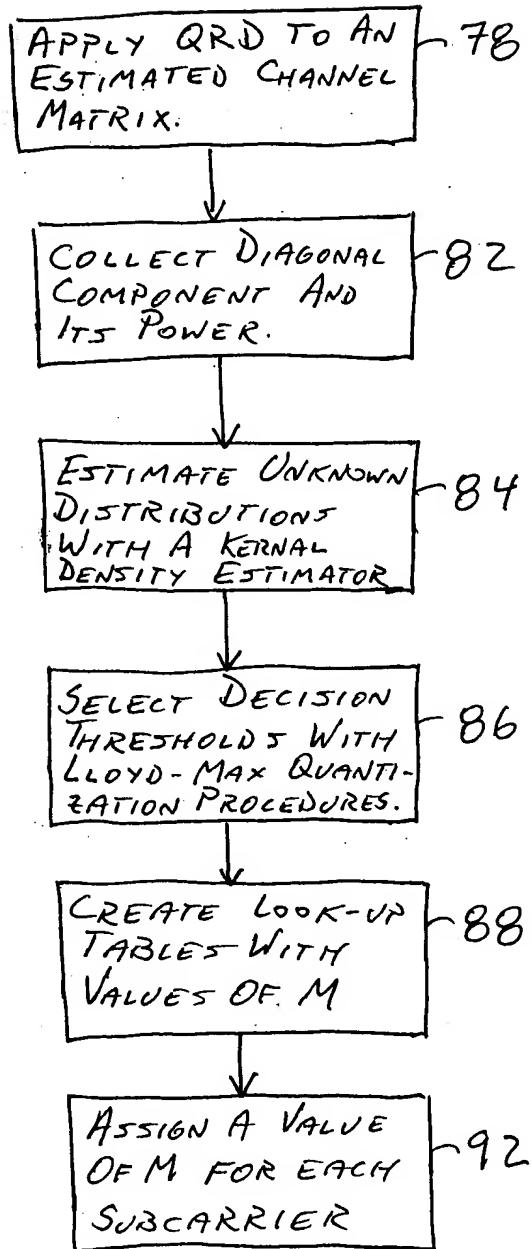 APPLY QRD TO AN
ESTIMATED CHANNEL
MATRIX.
78
COLLECT DIAGONAL
COMPONENT AND
ITS POWER.
82
ESTIMATE UNKNOWN
DISTRIBUTIONS
WITH A KERNAL
DENSITY ESTIMATOR
84
SELECT DECISION
THRESHOLDS WITH
LLOYD-MAX QUANTI-
ZATION PROCEDURES.
86
CREATE LOOK-UP
TABLES WITH
VALUES OF M
88
ASSIGN A VALUE
OF M FOR EACH
SUBCARRIER
92